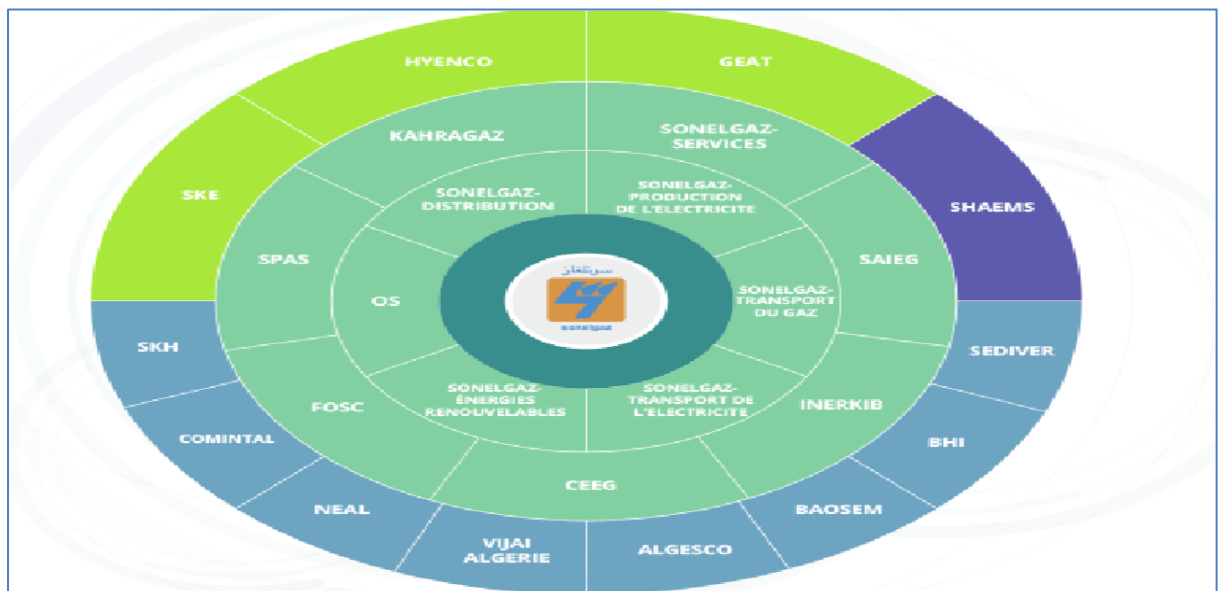 HYENCO
GEAT
KAHRAGAZ
SONELGAZ-
SERVICES
SKE
SHAEMS
SONELGAZ-
DISTRIBUTION
SONELGAZ-
PRODUCTION
DE L'ELECTRICITE
SPAS
SAIEG
سونلغاز
sonelgaz
OS
SONELGAZ-
TRANSPORT
DU GAZ
SKH
SEDIVER
SONELGAZ-
ÉNERGIES
RENOUVELABLES
SONELGAZ-
TRANSPORT DE
L'ELECTRICITE
FOSC
INERKIB
COMINTAL
BHI
CEEG
NEAL
BAOSEM
VIJAI
ALGERIE
ALGESCO